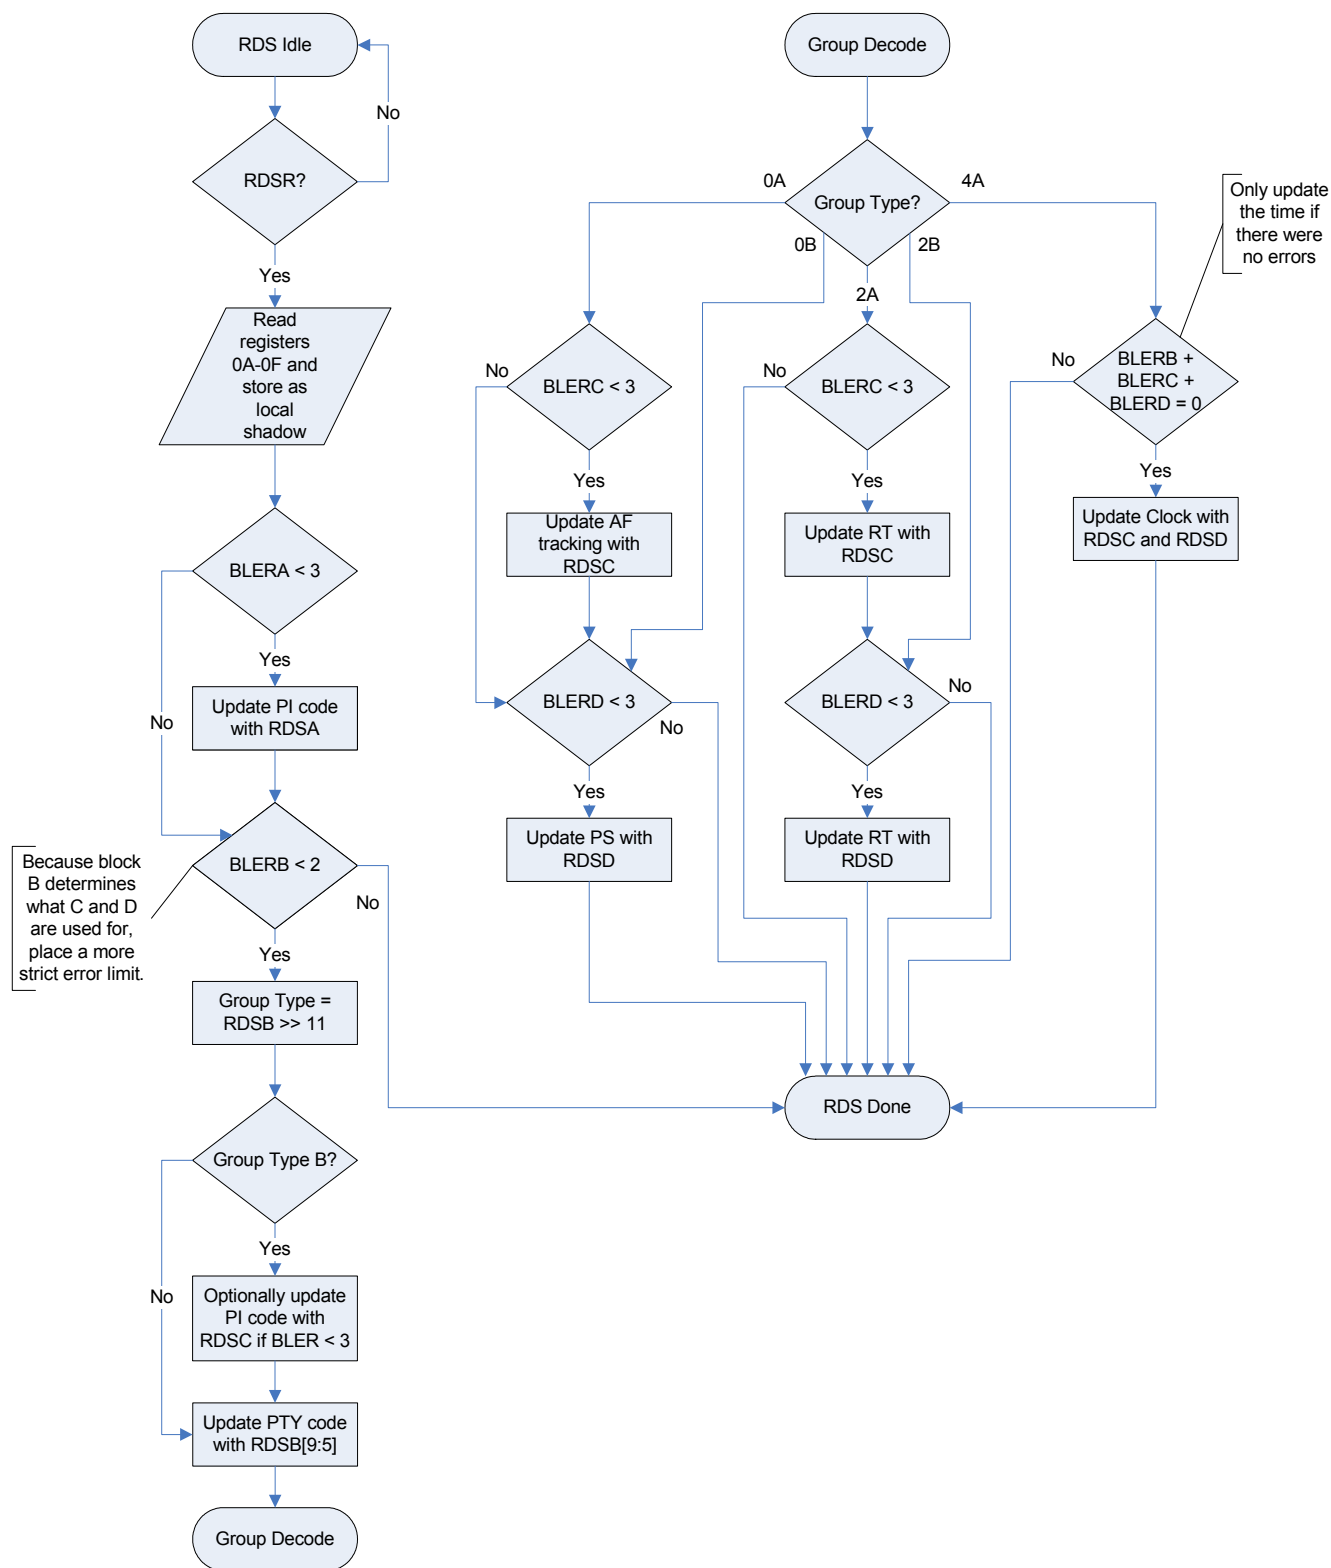 RDS Idle
No
RDSR?
Yes
Read
registers
0A-0F and
store as
local
shadow
BLERA < 3
Yes
No
Update PI code
with RDSA
BLERB < 2
No
Because block
B determines
what C and D
are used for,
place a more
strict error limit.
Yes
Group Type =
RDSB >> 11
Group Type B?
Yes
No
Optionally update
PI code with
RDSC if BLER < 3
Update PTY code
with RDSB[9:5]
Group Decode
Group Decode
Group Type?
0A
0B
2A
2B
4A
Only update
the time if
there were
no errors
BLERC < 3
No
Yes
Update AF
tracking with
RDSC
BLERD < 3
No
Yes
Update PS with
RDSD
BLERC < 3
No
Yes
Update RT with
RDSC
BLERD < 3
No
Yes
Update RT with
RDSD
BLERB +
BLERC +
BLERD = 0
No
Yes
Update Clock with
RDSC and RDSD
RDS Done